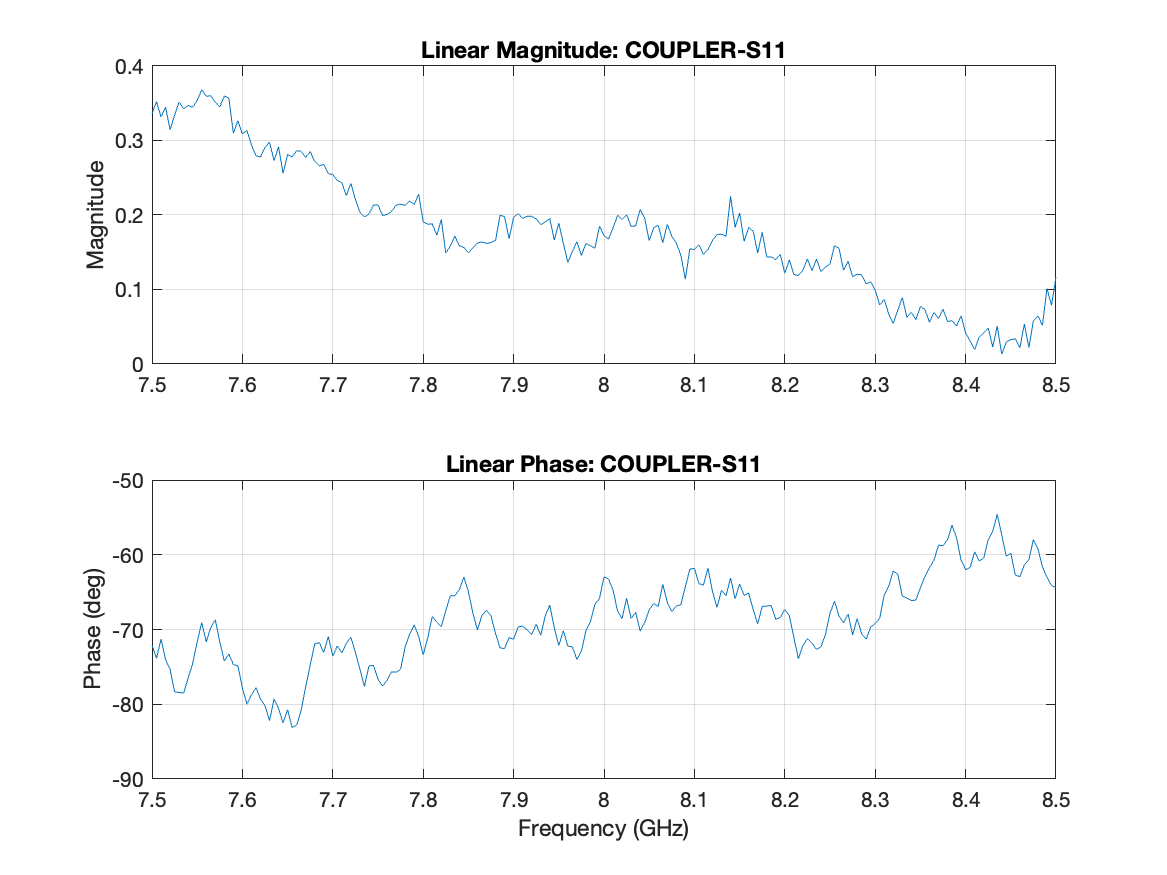 Linear Magnitude: COUPLER-S11
0.4
0.3
0.2
0.1
0
Magnitude
7.5 7.6 7.7 7.8 7.9 8 8.1 8.2 8.3 8.4 8.5
Linear Phase: COUPLER-S11
-50
-60
-70
-80
-90
Phase (deg)
7.5 7.6 7.7 7.8 7.9 8 8.1 8.2 8.3 8.4 8.5
Frequency (GHz)